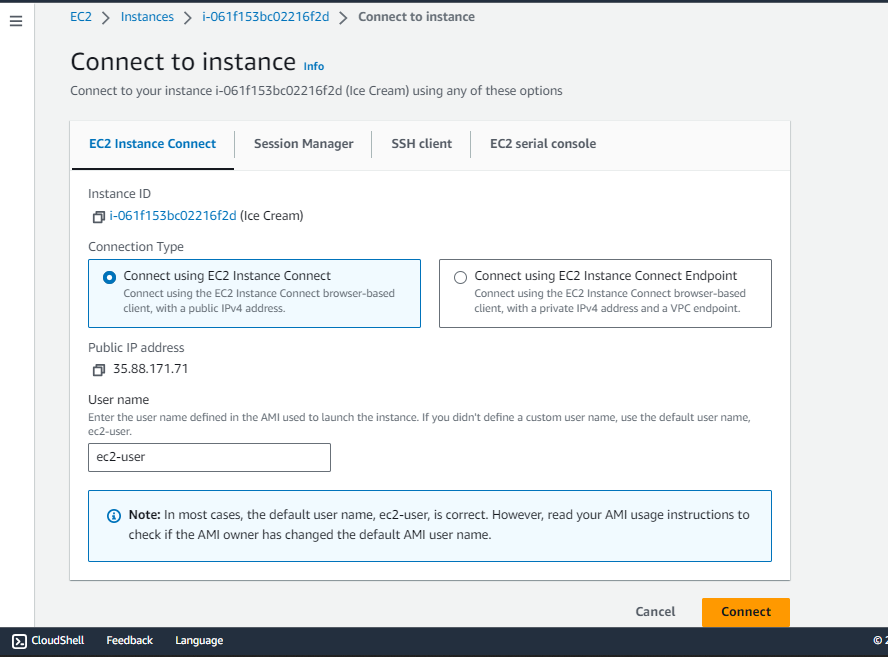 EC2 > Instances > i-061f153bc02216f2d > Connect to instance
Connect to instance Info
Connect to your instance i-061f153bc02216f2d (Ice Cream) using any of these options
EC2 Instance Connect Session Manager SSH client EC2 serial console
Instance ID
i-061f153bc02216f2d (Ice Cream)
Connection Type
Connect using EC2 Instance Connect
Connect using the EC2 Instance Connect browser-based
client, with a public IPv4 address.
Connect using EC2 Instance Connect Endpoint
Connect using the EC2 Instance Connect browser-based
client, with a private IPv4 address and a VPC endpoint.
Public IP address
35.88.171.71
User name
Enter the user name defined in the AMI used to launch the instance. If you didn't define a custom user name, use the default user name,
ec2-user.
ec2-user
Note: In most cases, the default user name, ec2-user, is correct. However, read your AMI usage instructions to
check if the AMI owner has changed the default AMI user name.
Cancel Connect
CloudShell Feedback Language ©